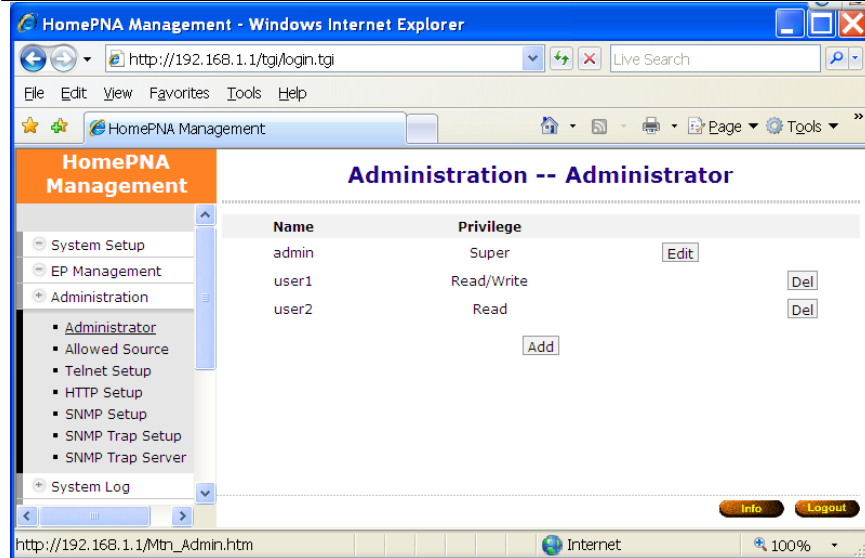 HomePNA Management - Windows Internet Explorer
http://192.168.1.1/tgi/login.tgi
Live Search
File Edit View Favorites Tools Help
HomePNA Management
Page Tools »
HomePNA
Management
Administration -- Administrator
Name Privilege
System Setup
admin Super Edit
EP Management
user1 Read/Write Del
Administration
user2 Read Del
Administrator
Add
Allowed Source
Telnet Setup
HTTP Setup
SNMP Setup
SNMP Trap Setup
SNMP Trap Server
System Log
Info Logout
http://192.168.1.1/Mtn_Admin.htm
Internet
100%